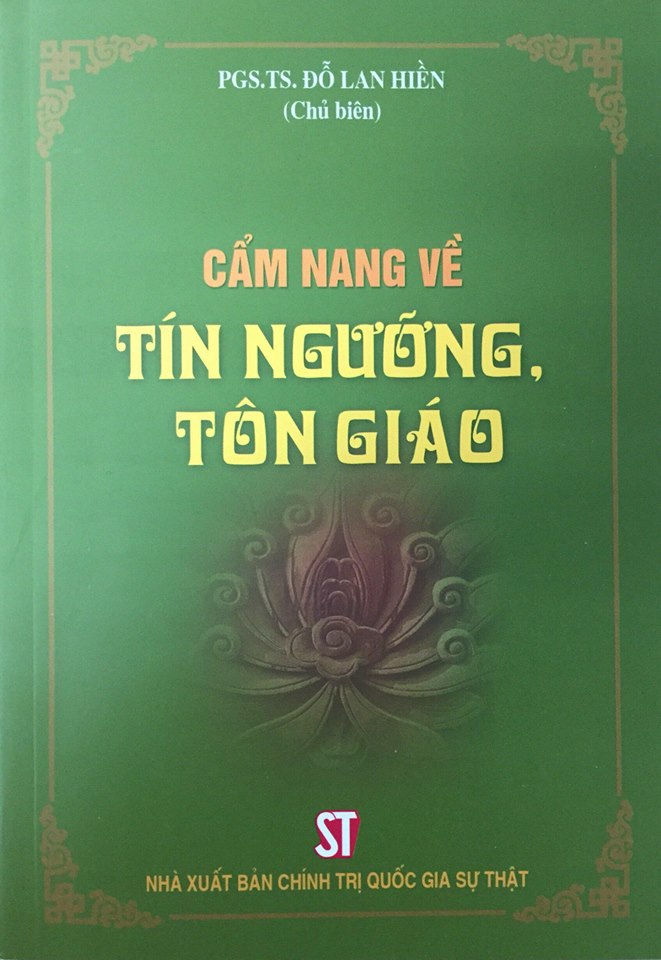 PGS.TS. ĐỖ LAN HIỀN
(Chủ biên)
CẨM NANG VỀ
TÍN NGƯỠNG,
TÔN GIÁO
ST
NHÀ XUẤT BẢN CHÍNH TRỊ QUỐC GIA SỰ THẬT